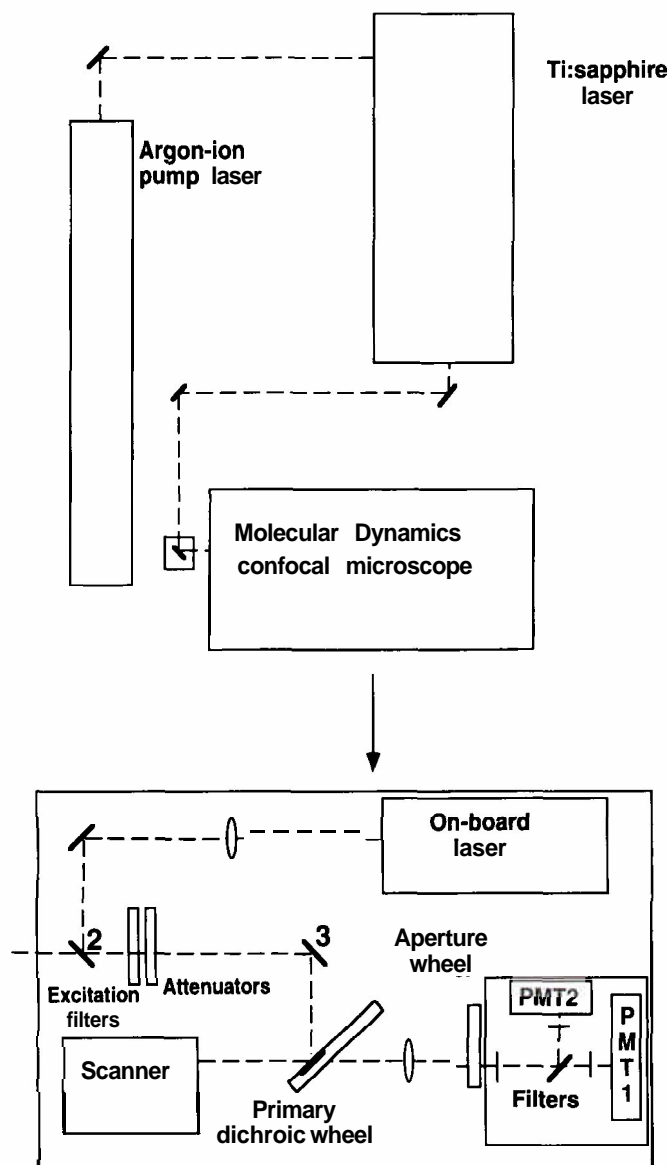 Ti:sapphire
laser
Argon-ion
pump laser
Molecular Dynamics
confocal microscope
On-board
laser
2
3
Aperture
wheel
Excitation
filters
Attenuators
PMT2
PMT1
Scanner
Filters
Primary
dichroic wheel